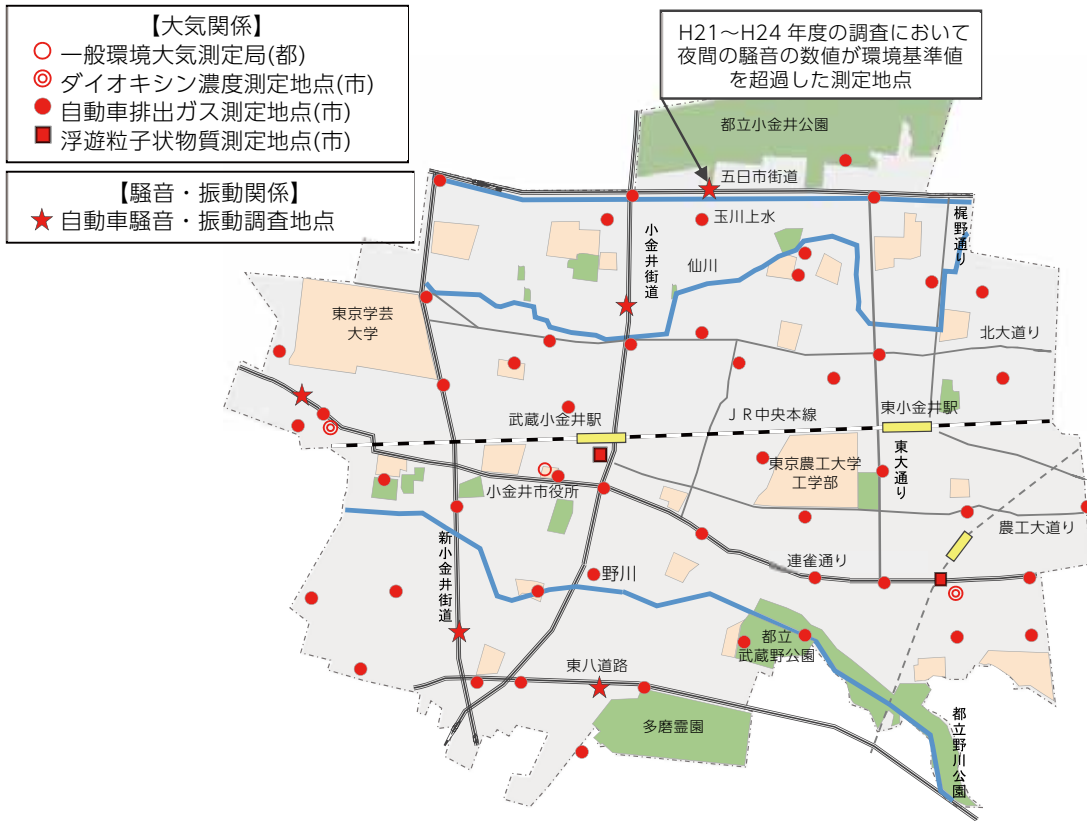 【大気関係】
一般環境大気測定局(都)
ダイオキシン濃度測定地点(市)
自動車排出ガス測定地点(市)
浮遊粒子状物質測定地点(市)
【騒音・振動関係】
自動車騒音・振動調査地点
H21～H24 年度の調査において
夜間の騒音の数値が環境基準値
を超過した測定地点
都立小金井公園
五日市街道
玉川上水
小金井街道
仙川
梶野通り
東京学芸
大学
北大通り
武蔵小金井駅
ＪＲ中央本線
東小金井駅
東大通り
東京農工大学
工学部
小金井市役所
農工大通り
新小金井街道
連雀通り
野川
都立
武蔵野公園
東八道路
多磨霊園
都立野川公園